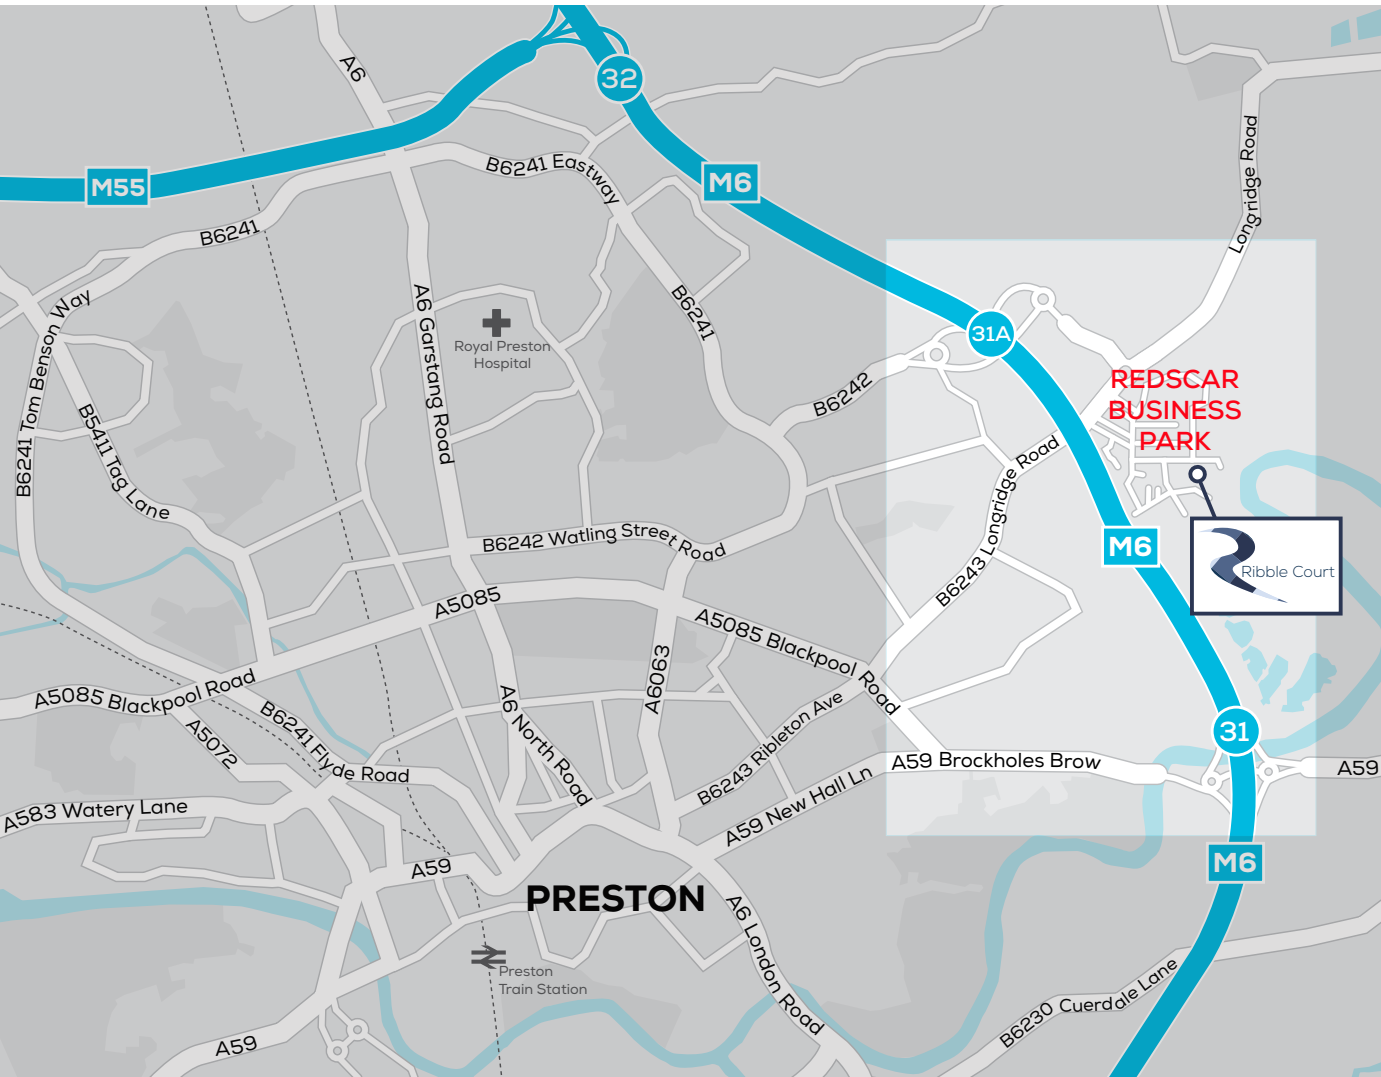 A6
32
M55
M6
B6241 Eastway
B6241
Longridge Road
B6241 Tom Benson Way
A6 Garstang Road
Royal Preston
Hospital
B6241
31A
B6242
REDSCAR
BUSINESS
PARK
B5411 Tag Lane
B6243 Longridge Road
B6242 Watling Street Road
M6
Ribble Court
A5085
A5085 Blackpool Road
A6063
A5085 Blackpool Road
A6 North Road
B6243 Ribleton Ave
A5072
B6241 Flyde Road
31
A59 Brockholes Brow
A59
A59 New Hall Ln
A583 Watery Lane
A59
M6
PRESTON
A6 London Road
Preston
Train Station
B6230 Cuerdale Lane
A59